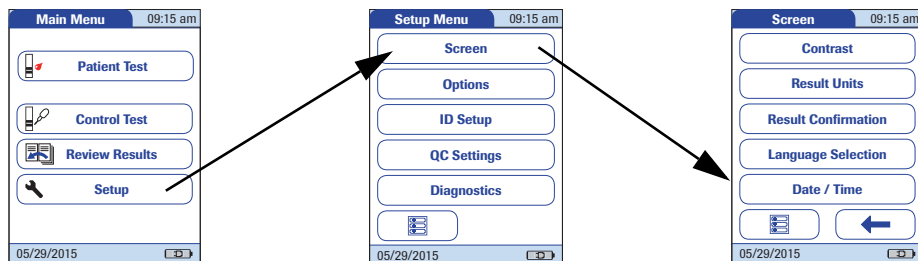 Main Menu 09:15 am
Patient Test
Control Test
Review Results
Setup
05/29/2015
Setup Menu 09:15 am
Screen
Options
ID Setup
QC Settings
Diagnostics
05/29/2015
Screen 09:15 am
Contrast
Result Units
Result Confirmation
Language Selection
Date / Time
05/29/2015